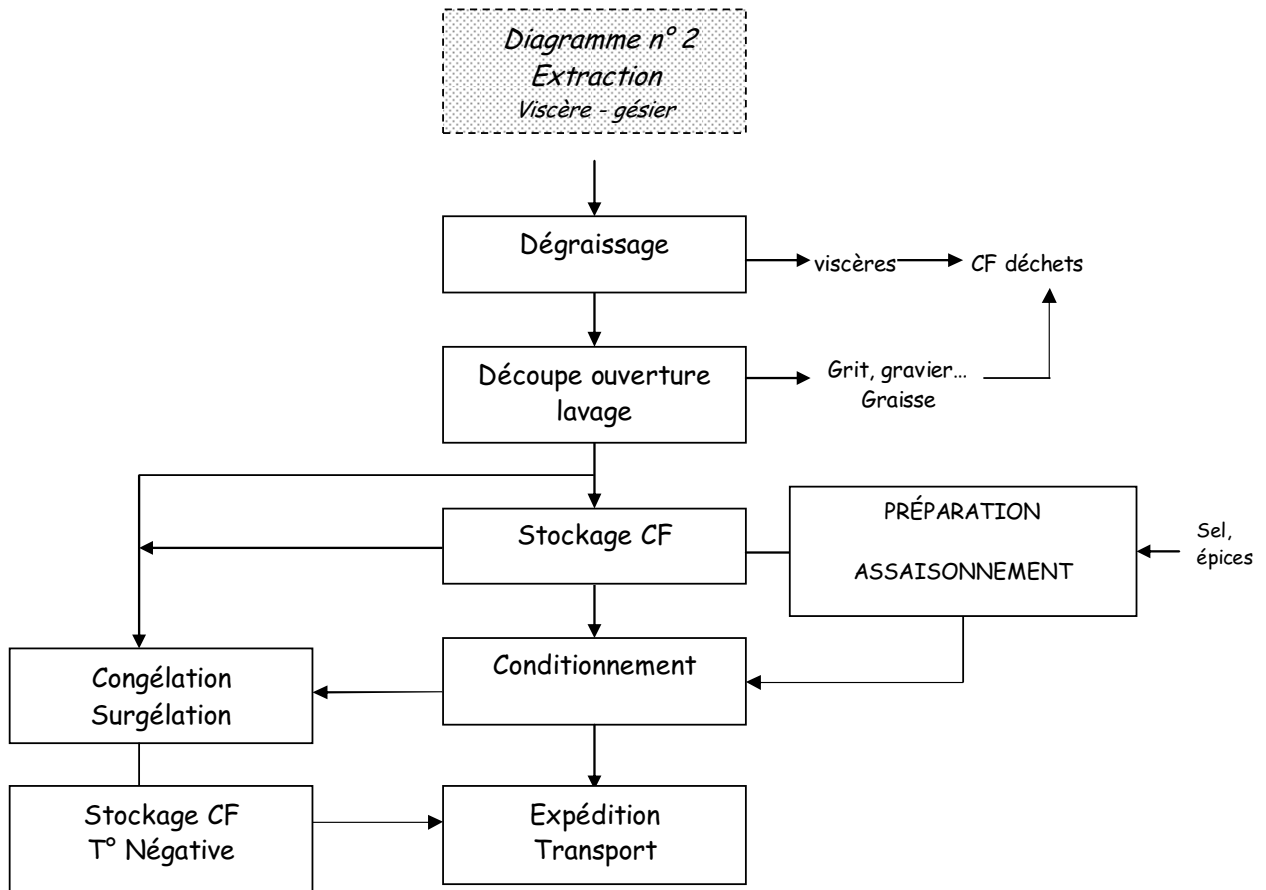 Diagramme n° 2
Extraction
Viscère - gésier
Dégraissage
viscères
CF déchets
Découpe ouverture
lavage
Grit, gravier…
Graisse
Stockage CF
PRÉPARATION
ASSAISONNEMENT
Sel,
épices
Conditionnement
Congélation
Surgélation
Stockage CF
T° Négative
Expédition
Transport